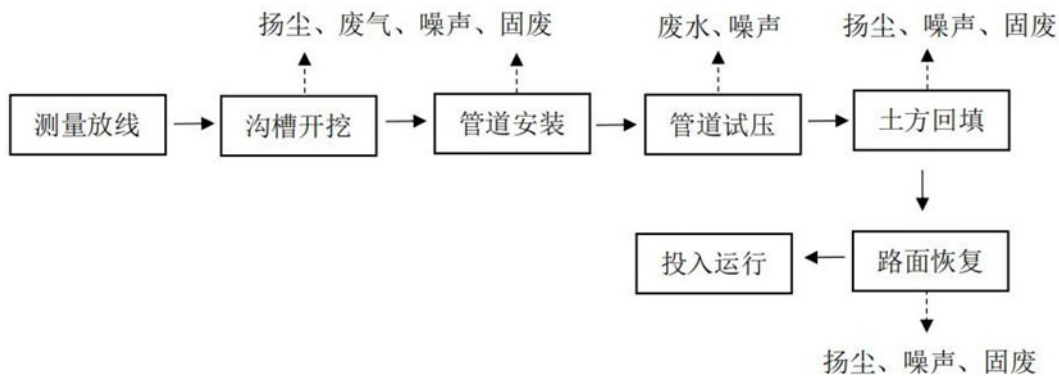 扬尘、废气、噪声、固废
废水、噪声
扬尘、噪声、固废
测量放线
沟槽开挖
管道安装
管道试压
土方回填
投入运行
路面恢复
扬尘、噪声、固废